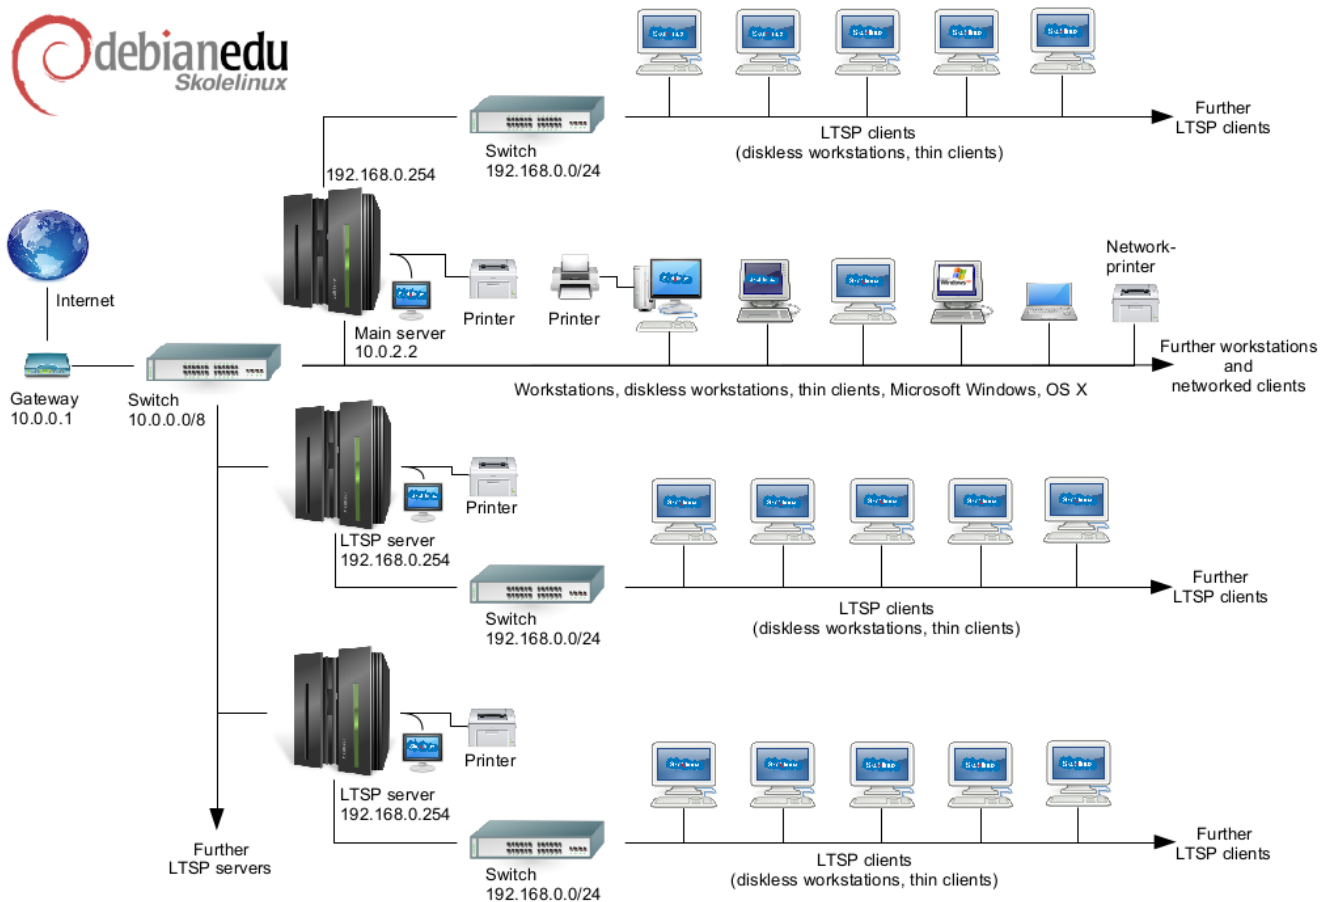 debianedu
Skolelinux
Further
LTSP clients
LTSP clients
(diskless workstations, thin clients)
Switch
192.168.0.0/24
192.168.0.254
Internet
Network-
printer
Printer
Printer
Main server
10.0.2.2
Further workstations
and
networked clients
Workstations, diskless workstations, thin clients, Microsoft Windows, OS X
Gateway
10.0.0.1
Switch
10.0.0.0/8
Printer
LTSP server
192.168.0.254
Further
LTSP clients
LTSP clients
(diskless workstations, thin clients)
Switch
192.168.0.0/24
Printer
LTSP server
192.168.0.254
Further
LTSP clients
LTSP clients
(diskless workstations, thin clients)
Further
LTSP servers
Switch
192.168.0.0/24